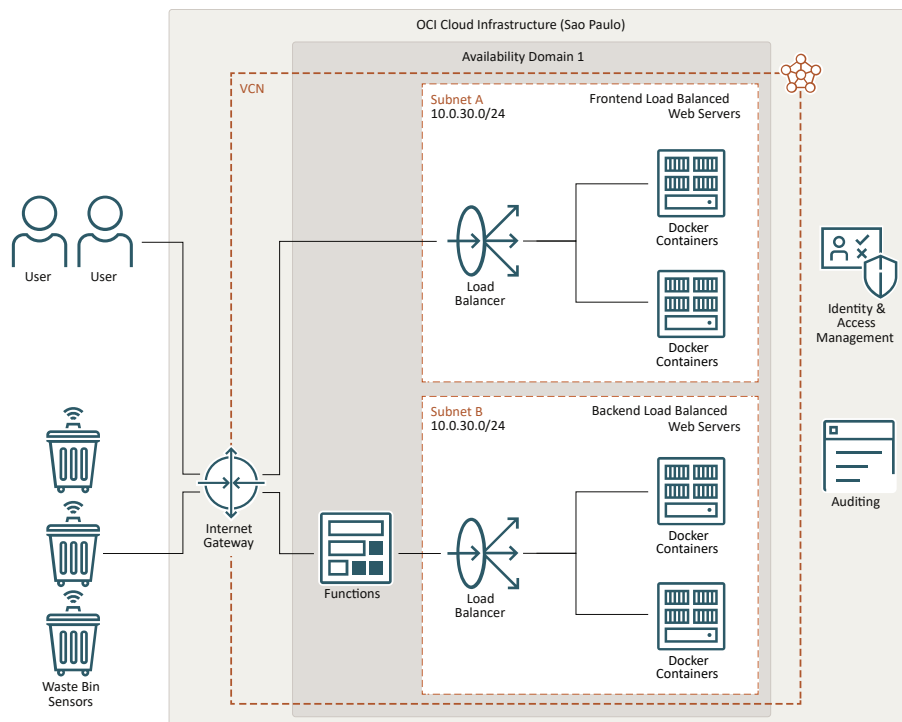 OCI Cloud Infrastructure (Sao Paulo)
Availability Domain 1
VCN
Subnet A
10.0.30.0/24
Frontend Load Balanced
Web Servers
Docker
Containers
User
User
Load
Balancer
Docker
Containers
Identity &
Access
Management
Subnet B
10.0.30.0/24
Backend Load Balanced
Web Servers
Auditing
Docker
Containers
Internet
Gateway
Functions
Load
Balancer
Docker
Containers
Waste Bin
Sensors